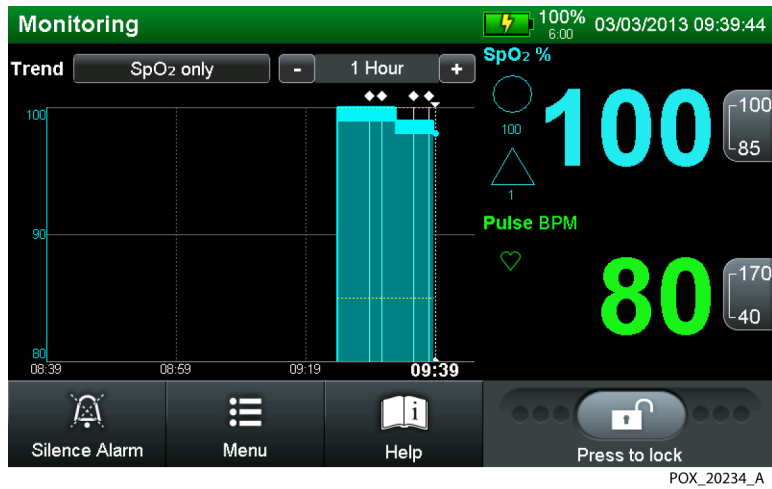 Monitoring
100%
6:00
03/03/2013 09:39:44
Trend
SpO2 only
-
1 Hour
+
SpO2 %
100
90
80
08:39
08:59
09:19
09:39
100
1
100
100
85
Pulse BPM
80
170
40
Silence Alarm
Menu
i
Help
Press to lock
POX_20234_A